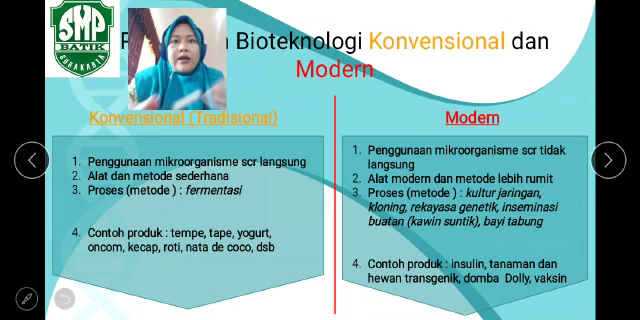 SMP
BATIK
SURAKARTA
Bioteknologi Konvensional dan
Modern
Konvensional (Tradisional)
1. Penggunaan mikroorganisme scr langsung
2. Alat dan metode sederhana
3. Proses (metode ) : fermentasi
4. Contoh produk : tempe, tape, yogurt,
oncom, kecap, roti, nata de coco, dsb
Modern
1. Penggunaan mikroorganisme scr tidak
langsung
2. Alat modern dan metode lebih rumit
3. Proses (metode ) : kultur jaringan,
kloning, rekayasa genetik, inseminasi
buatan (kawin suntik), bayi tabung
4. Contoh produk : insulin, tanaman dan
hewan transgenik, domba Dolly, vaksin